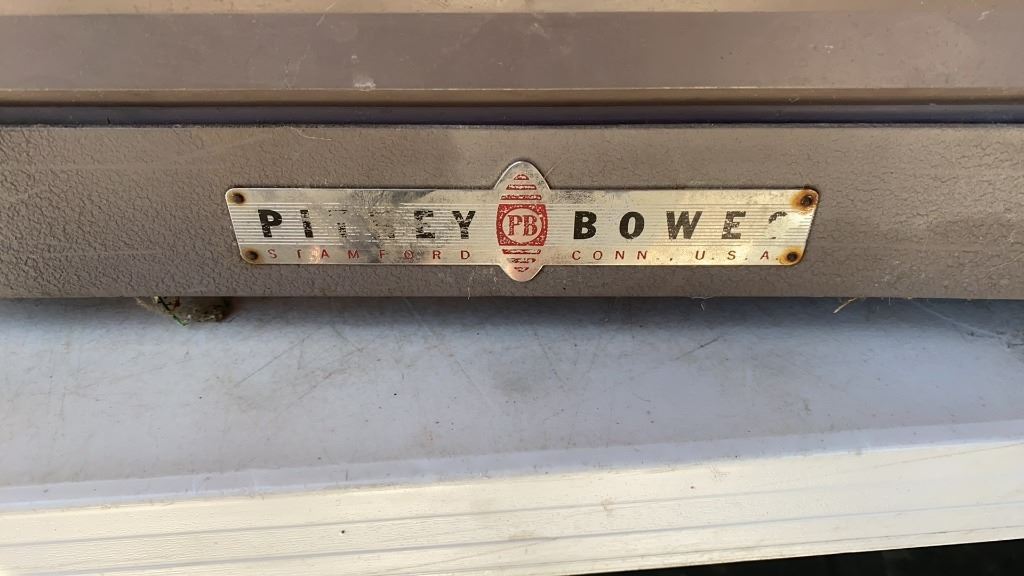 PITNEY PB BOWES
STAMFORD CONN., U.S.A.